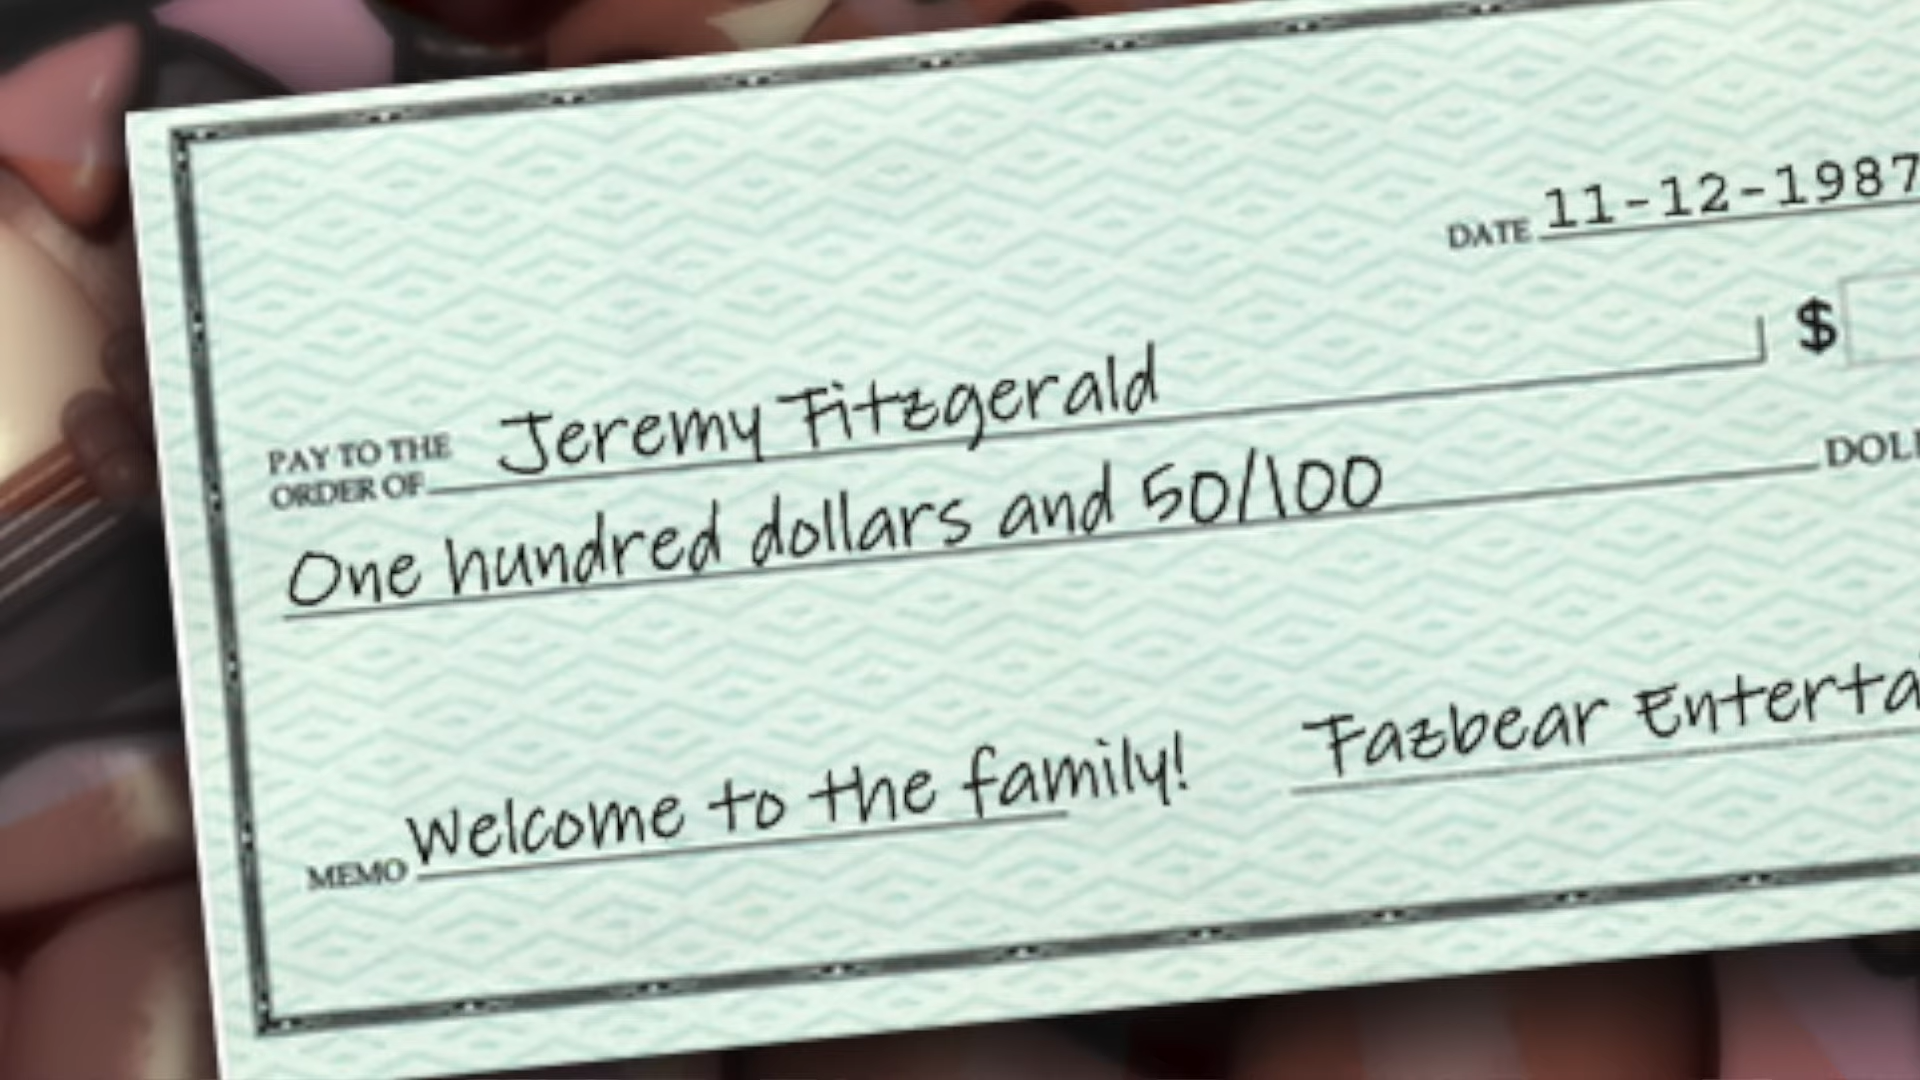 DATE 11-12-1987
$
PAY TO THE
ORDER OF Jeremy Fitzgerald
One hundred dollars and 50/100
MEMO Welcome to the family! Fazbear